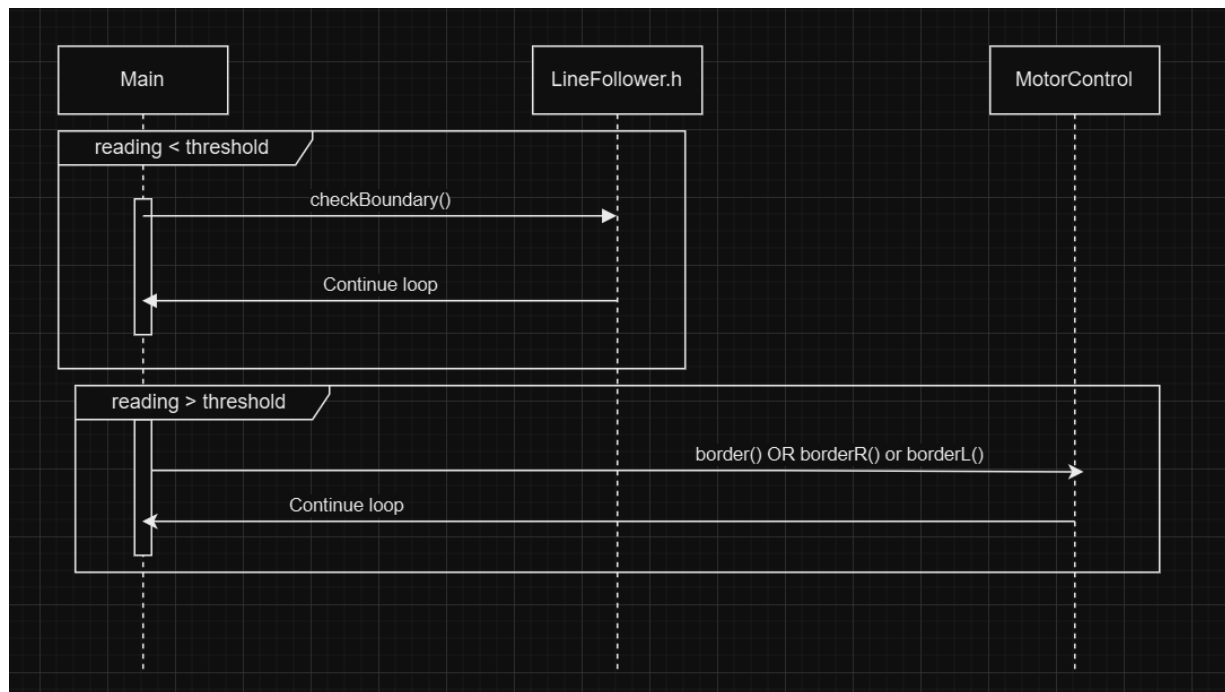 Main
LineFollower.h
MotorControl
reading < threshold
checkBoundary()
Continue loop
reading > threshold
border() OR borderR() or borderL()
Continue loop